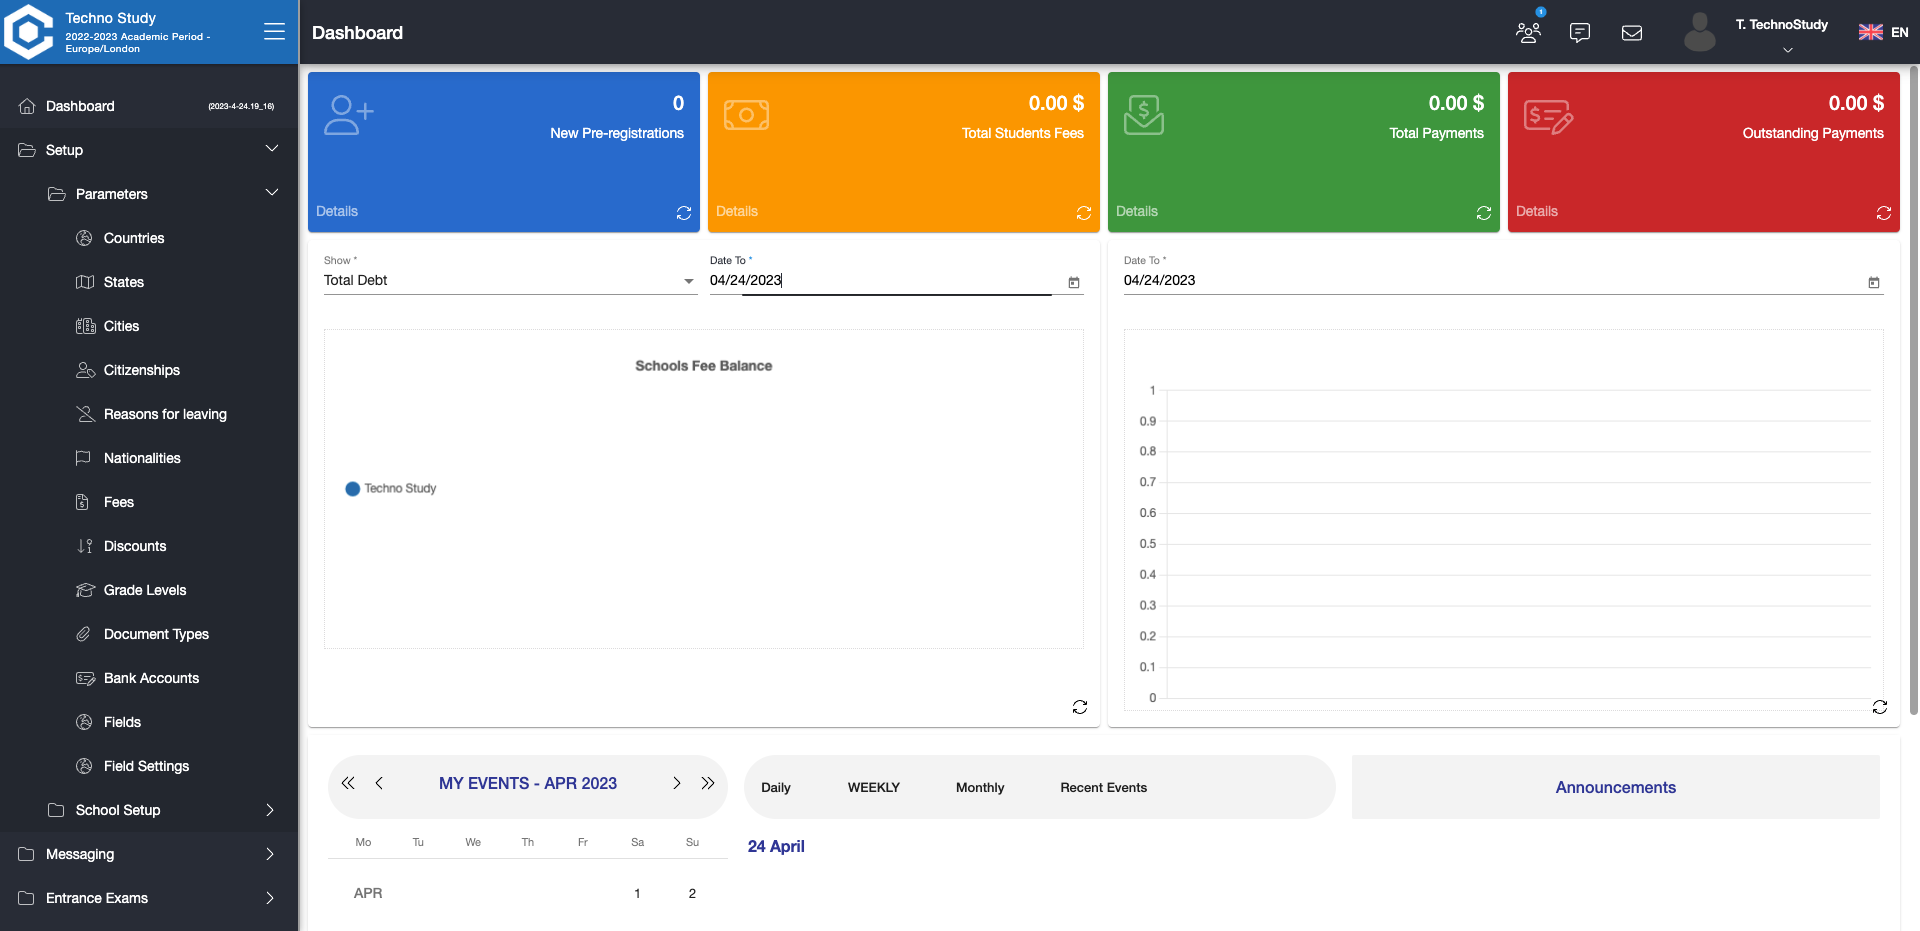 Techno Study
2022-2023 Academic Period -
Europe/London
Dashboard
1
T. TechnoStudy
EN
Dashboard
(2023-4-24.19_16)
Setup
Parameters
Countries
States
Cities
Citizenships
Reasons for leaving
Nationalities
Fees
Discounts
Grade Levels
Document Types
Bank Accounts
Fields
Field Settings
School Setup
Messaging
Entrance Exams
0
New Pre-registrations
Details
0.00 $
Total Students Fees
Details
0.00 $
Total Payments
Details
0.00 $
Outstanding Payments
Details
Show *
Total Debt
Date To *
04/24/2023
Schools Fee Balance
Techno Study
Date To *
04/24/2023
1
0.9
0.8
0.7
0.6
0.5
0.4
0.3
0.2
0.1
0
MY EVENTS - APR 2023
Mo Tu We Th Fr Sa Su
APR 1 2
Daily WEEKLY Monthly Recent Events
24 April
Announcements